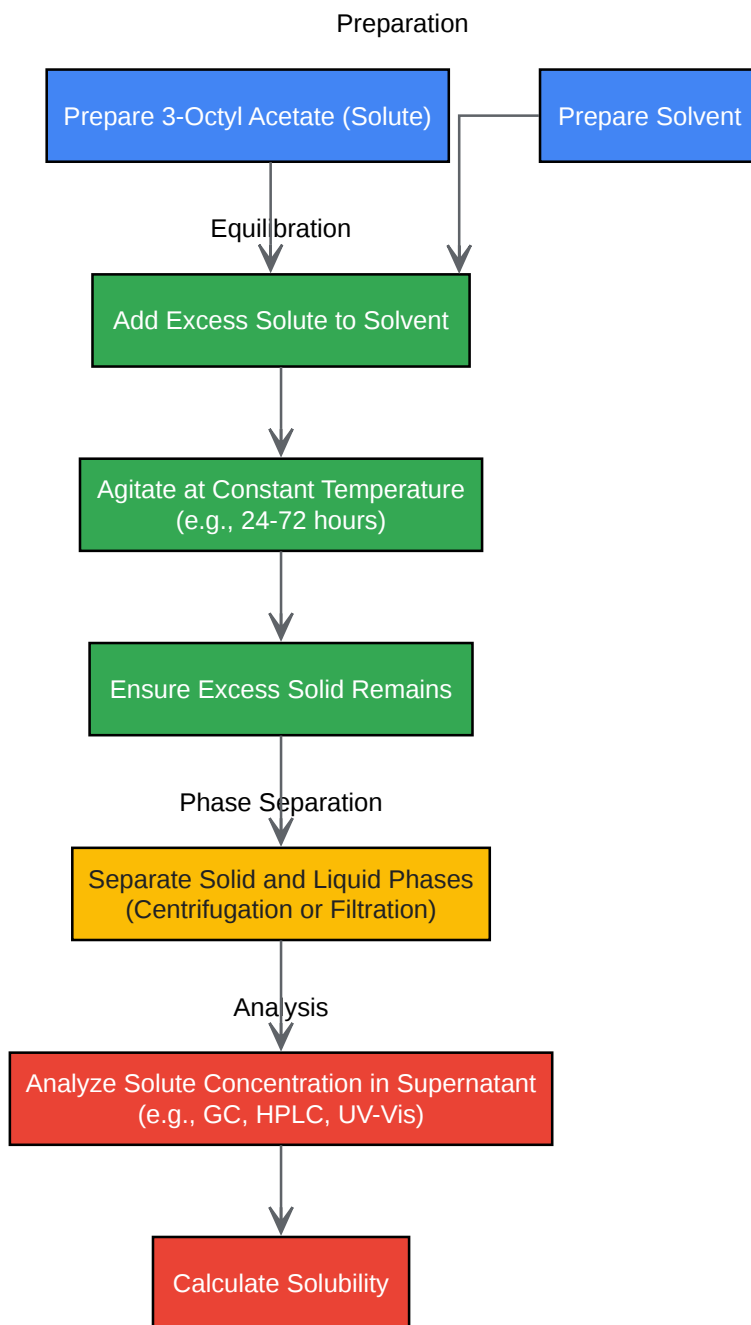 Preparation
Prepare 3-Octyl Acetate (Solute)
Prepare Solvent
Equilibration
Add Excess Solute to Solvent
Agitate at Constant Temperature
(e.g., 24-72 hours)
Ensure Excess Solid Remains
Phase Separation
Separate Solid and Liquid Phases
(Centrifugation or Filtration)
Analysis
Analyze Solute Concentration in Supernatant
(e.g., GC, HPLC, UV-Vis)
Calculate Solubility